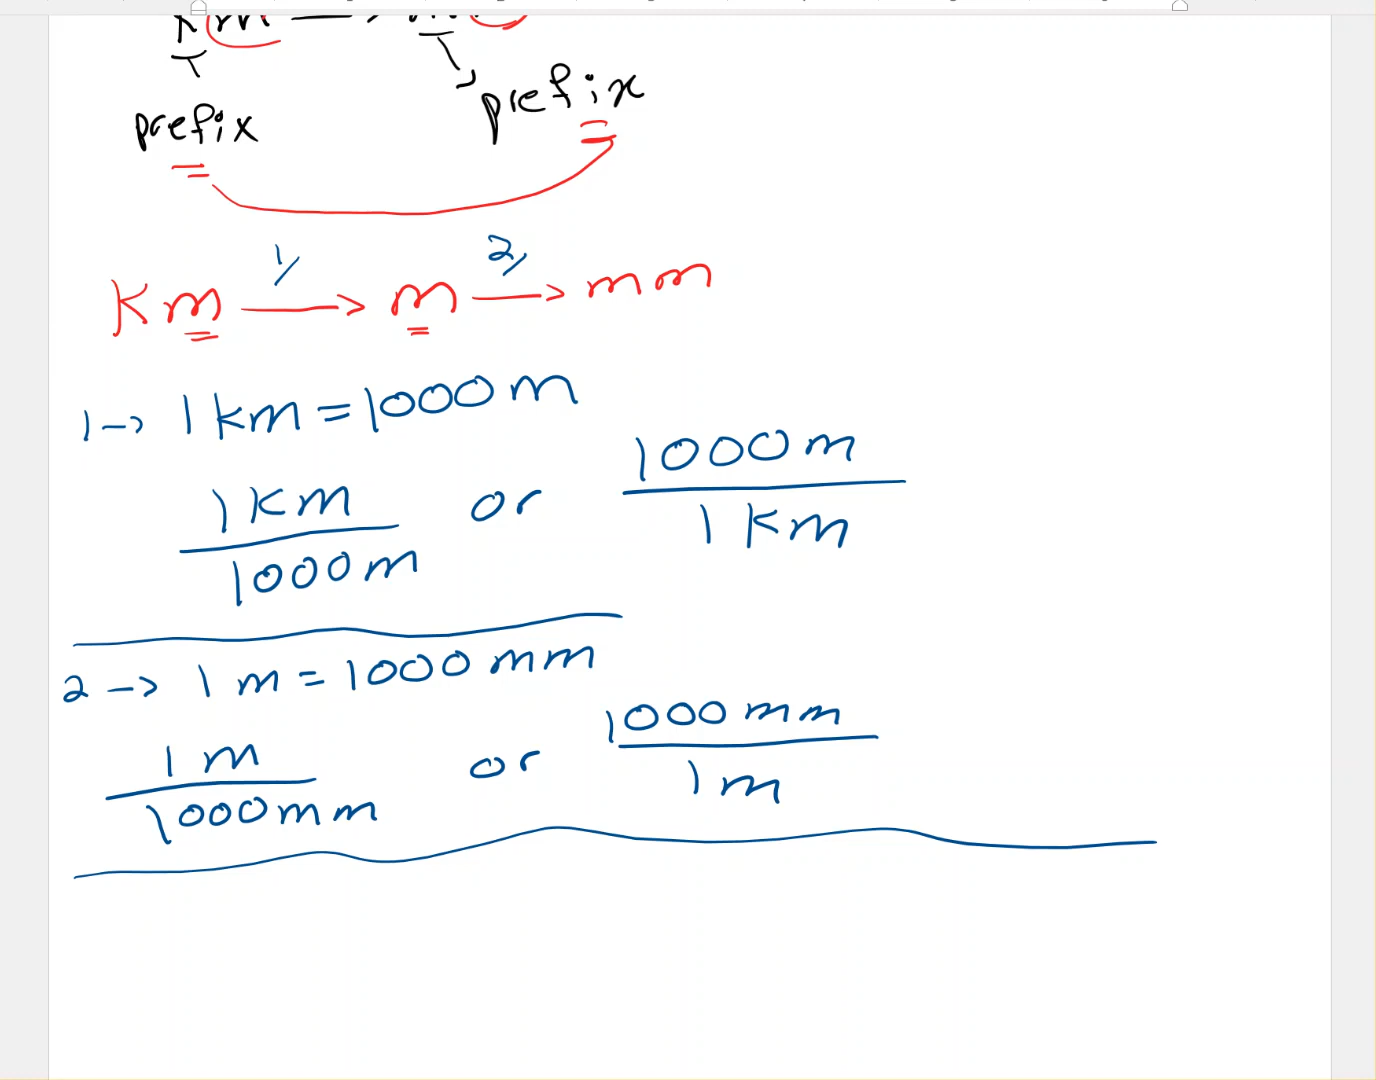 prefix prefix
Km 1/ → m 2/ → mm
1 → 1 km = 1000 m
1 Km / 1000 m or 1000 m / 1 Km
2 → 1 m = 1000 mm
1 m / 1000 mm or 1000 mm / 1 m